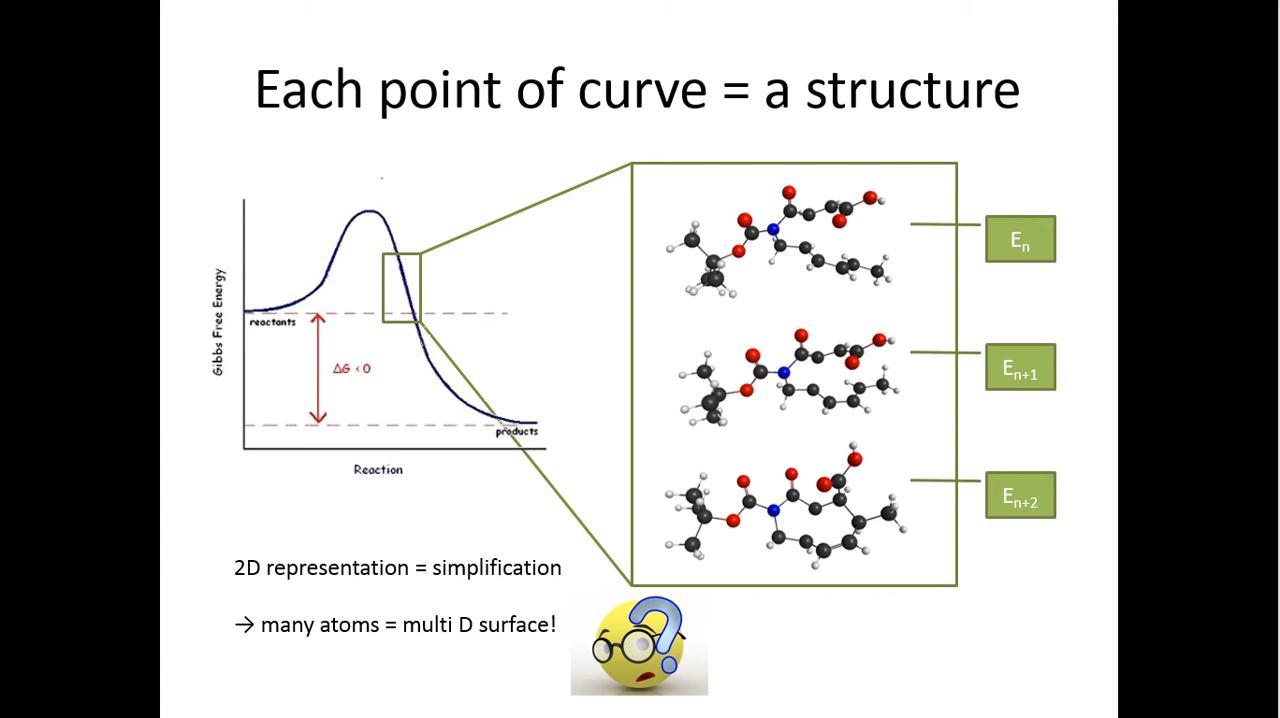 Each point of curve = a structure
Gibbs Free Energy
reactants
ΔG < 0
products
Reaction
En
En+1
En+2
2D representation = simplification
→ many atoms = multi D surface!
?